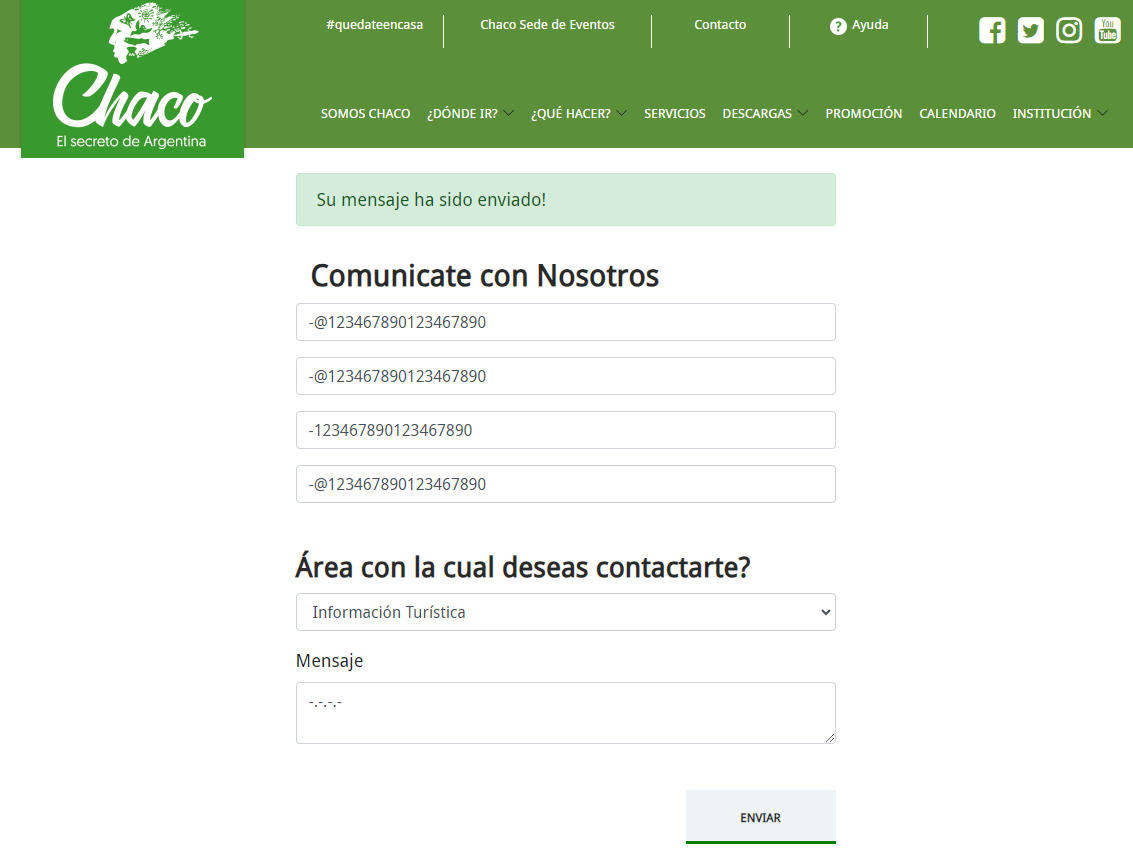 Chaco
El secreto de Argentina
#quedateencasa
Chaco Sede de Eventos
Contacto
? Ayuda
You
Tube
SOMOS CHACO
¿DÓNDE IR?
¿QUÉ HACER?
SERVICIOS
DESCARGAS
PROMOCIÓN
CALENDARIO
INSTITUCIÓN
Su mensaje ha sido enviado!
Comunicate con Nosotros
-@123467890123467890
-@123467890123467890
-123467890123467890
-@123467890123467890
Área con la cual deseas contactarte?
Información Turística
Mensaje
-.-.-.-
ENVIAR